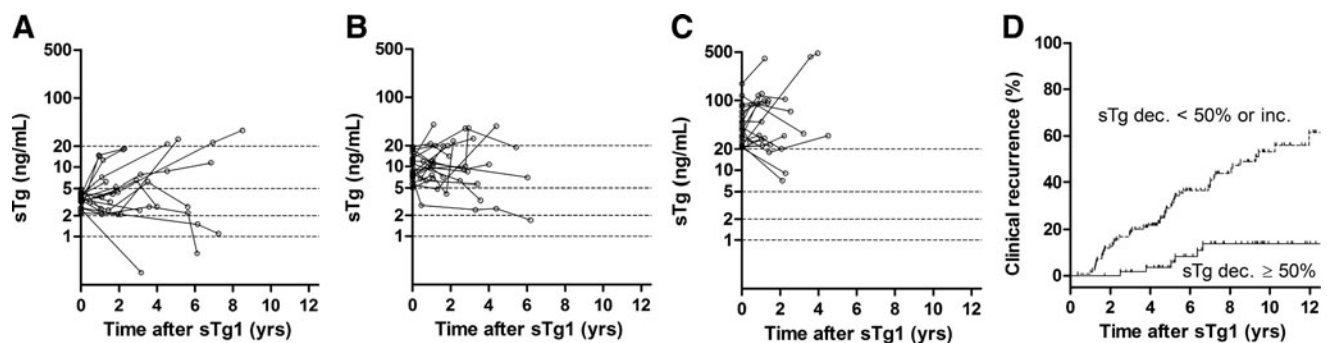 A
sTg (ng/mL)
500
100
20
10
5
2
1
0 2 4 6 8 10 12
Time after sTg1 (yrs)
B
sTg (ng/mL)
500
100
20
10
5
2
1
0 2 4 6 8 10 12
Time after sTg1 (yrs)
C
sTg (ng/mL)
500
100
20
5
2
1
0 2 4 6 8 10 12
Time after sTg1 (yrs)
D
Clinical recurrence (%)
100
80
60
40
20
0
sTg dec. < 50% or inc.
sTg dec. ≥ 50%
0 2 4 6 8 10 12
Time after sTg1 (yrs)